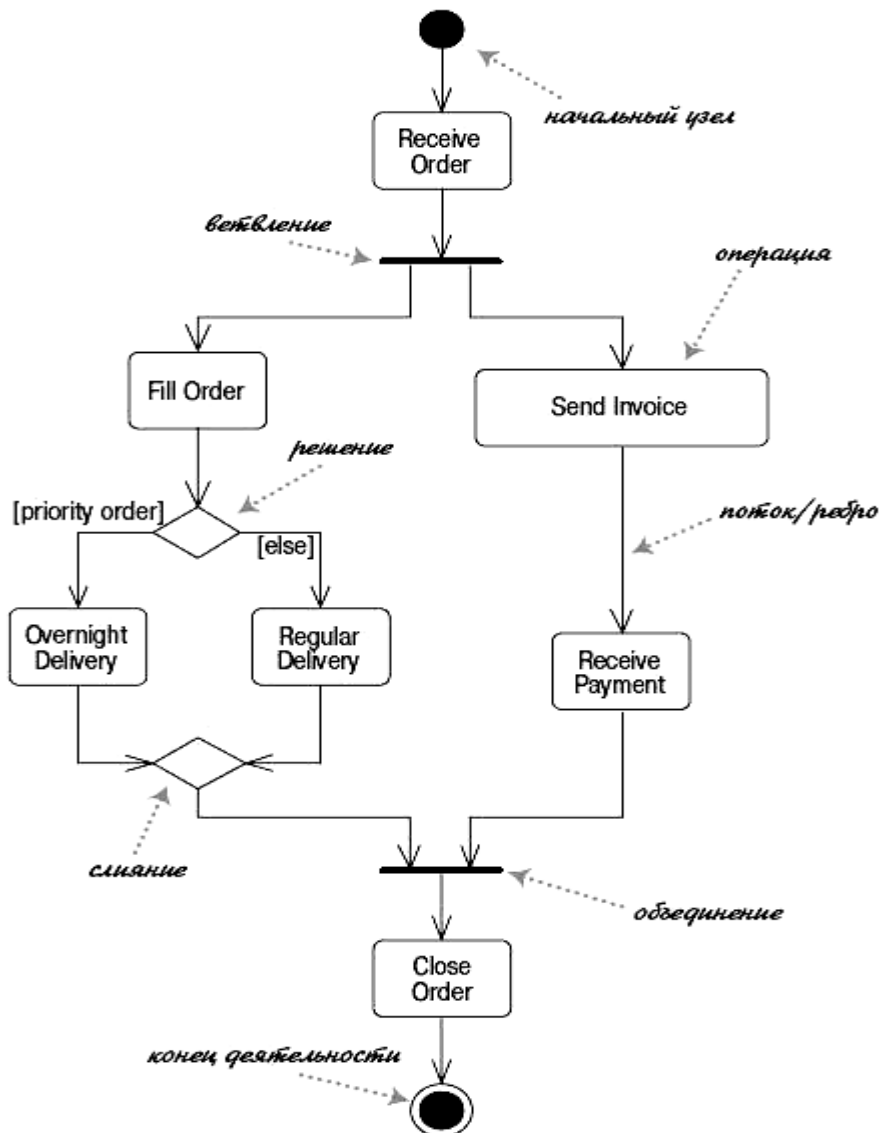 начальный узел
Receive
Order
ветвление
операция
Fill Order
Send Invoice
решение
[priority order]
[else]
поток/ребро
Overnight
Delivery
Regular
Delivery
Receive
Payment
слияние
объединение
Close
Order
конец деятельности